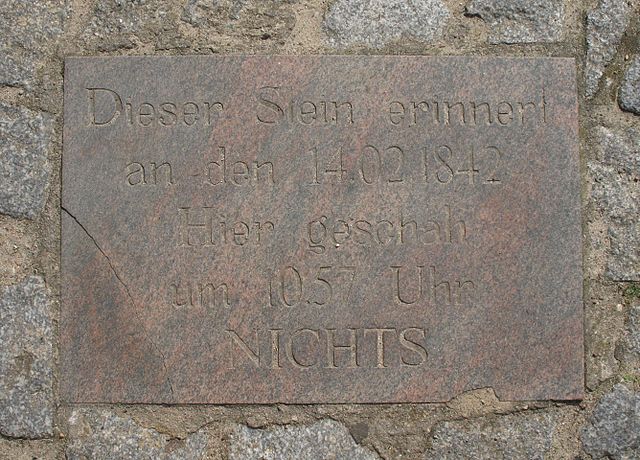 Dieser Stein erinnert
an den 14.02.1842
Hier geschah
um 10.57 Uhr
NICHTS